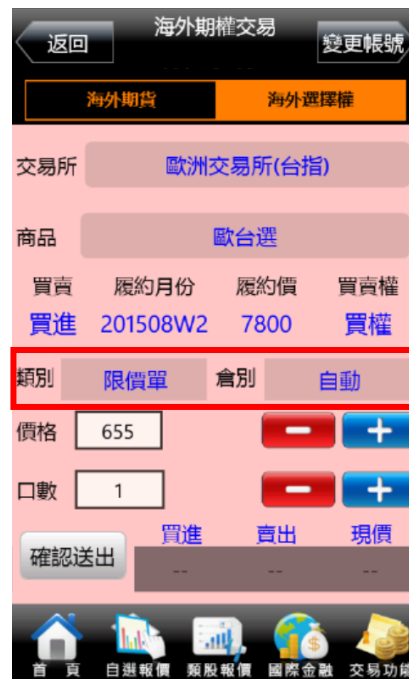 返回
海外期權交易
變更帳號
海外期貨 海外選擇權
交易所 歐洲交易所(台指)
商品 歐台選
買賣 履約月份 履約價 買賣權
買進 201508W2 7800 買權
類別 限價單 倉別 自動
價格 655
口數 1
買進 賣出 現價
確認送出 -- -- --
首 頁 自選報價 類股報價 國際金融 交易功能